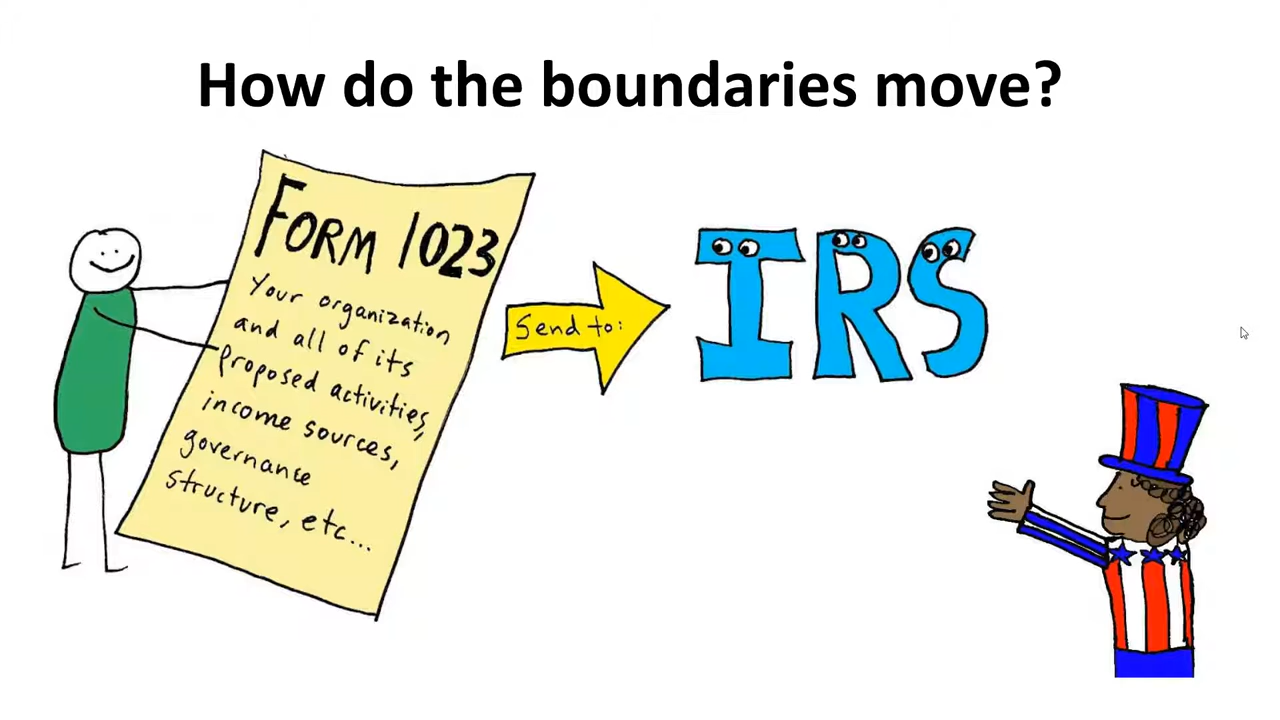 How do the boundaries move?
FORM 1023
Your organization
and all of its
proposed activities,
income sources,
governance
structure, etc...
Send to:
IRS